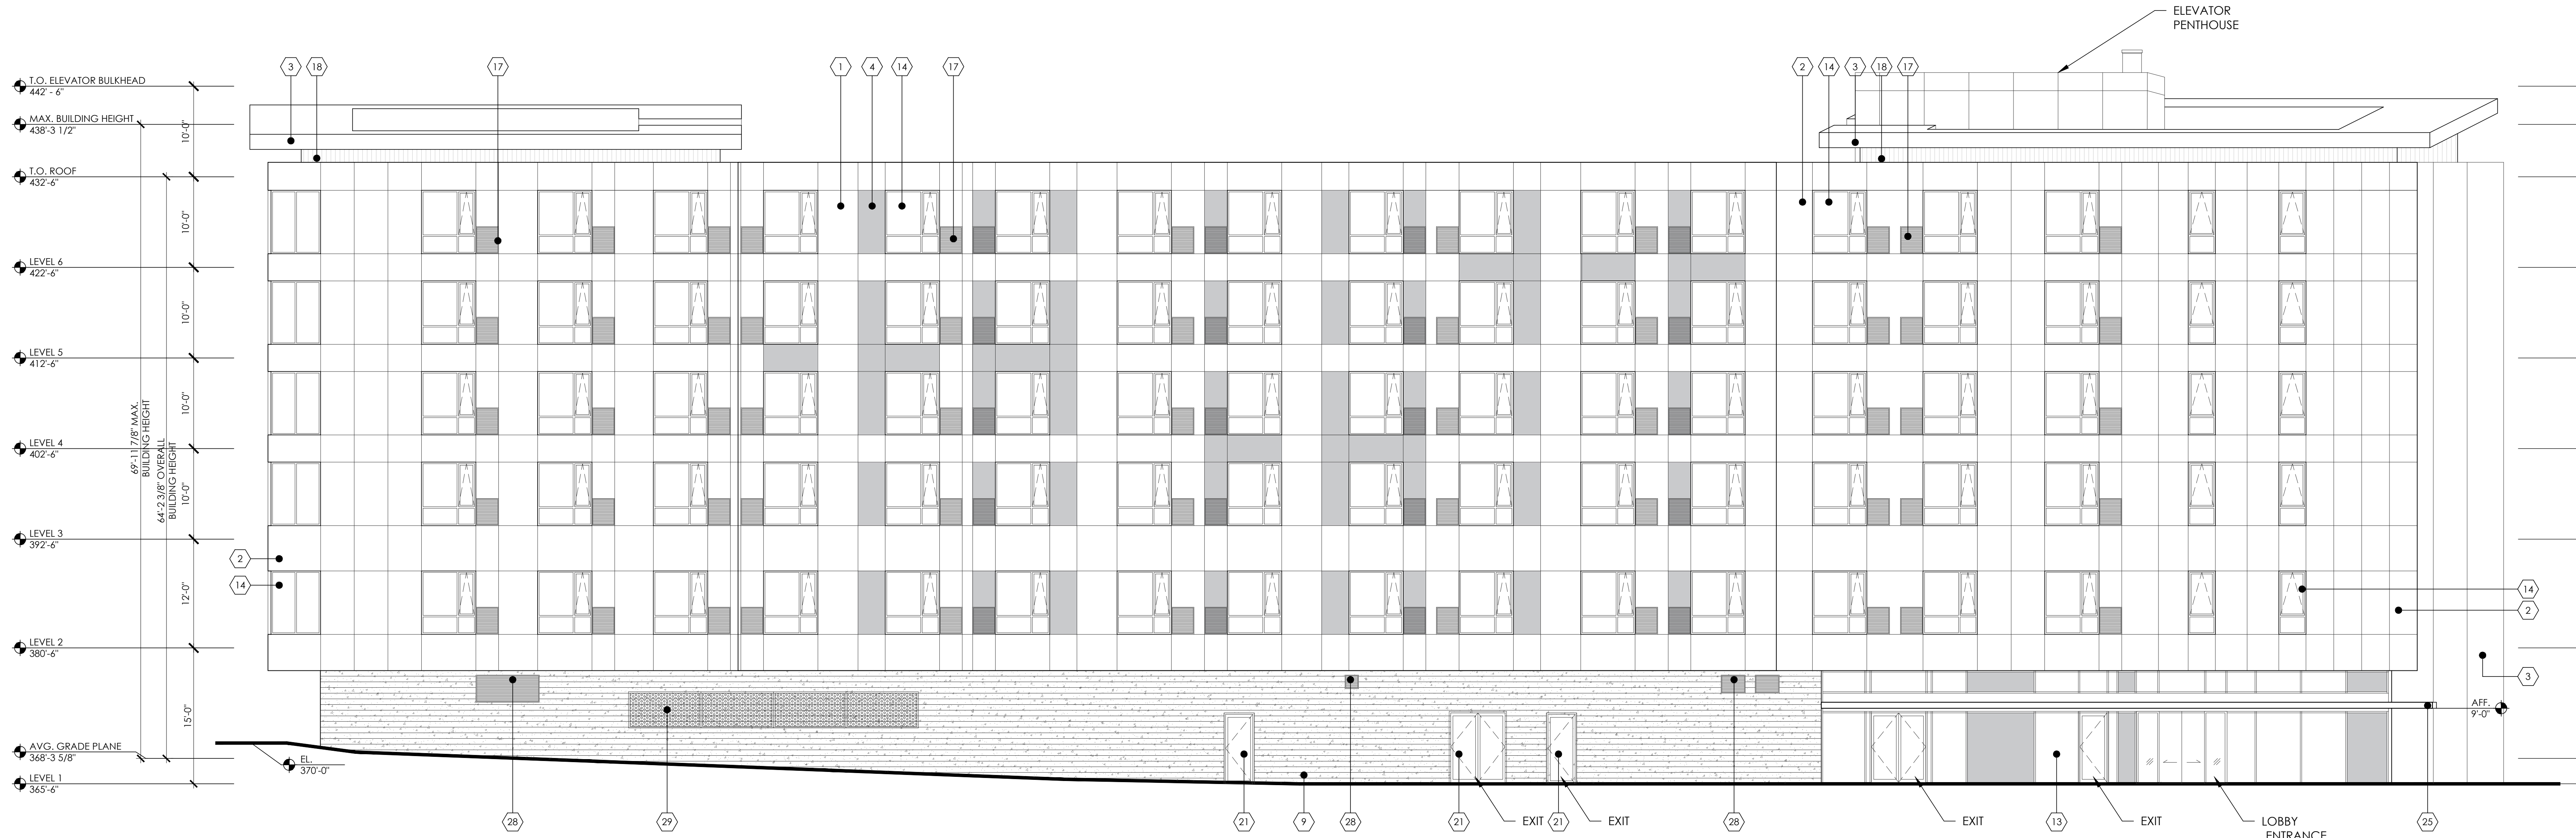 ELEVATOR
PENTHOUSE
3
18
17
1
4
14
17
2
14
3
18
17
T.O. ELEVATOR BULKHEAD
442' - 6"
MAX. BUILDING HEIGHT
438'-3 1/2"
10'-0"
T.O. ROOF
432'-6"
10'-0"
LEVEL 6
422'-6"
10'-0"
LEVEL 5
412'-6"
10'-0"
LEVEL 4
402'-6"
69'-11 7/8" MAX.
BUILDING HEIGHT
64'-2 3/8" OVERALL
BUILDING HEIGHT
10'-0"
LEVEL 3
392'-6"
2
14
12'-0"
14
2
LEVEL 2
380'-6"
3
15'-0"
AFF.
9'-0"
AVG. GRADE PLANE
368'-3 5/8"
EL.
370'-0"
LEVEL 1
365'-6"
28
29
21
9
28
21
EXIT
21
EXIT
28
EXIT
13
EXIT
LOBBY
ENTRANCE
25